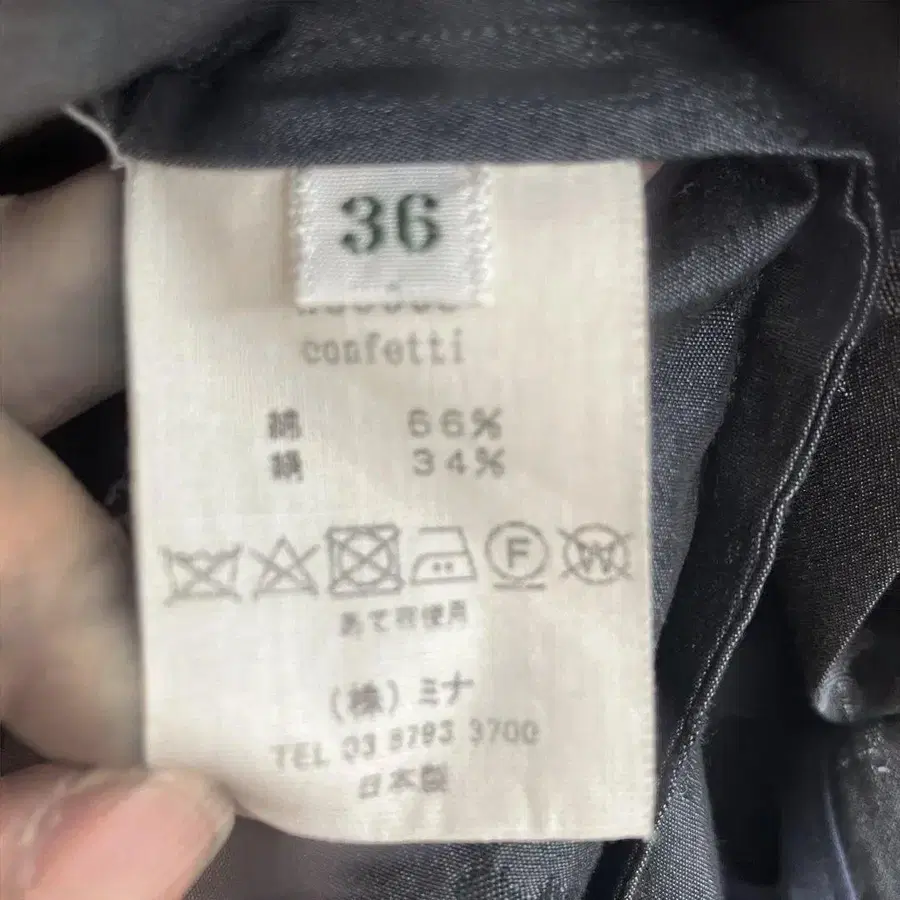 36
confetti
綿 66%
絹 34%
F W
あて布使用
(株)ミナ
TEL 03 5793 3700
日本製